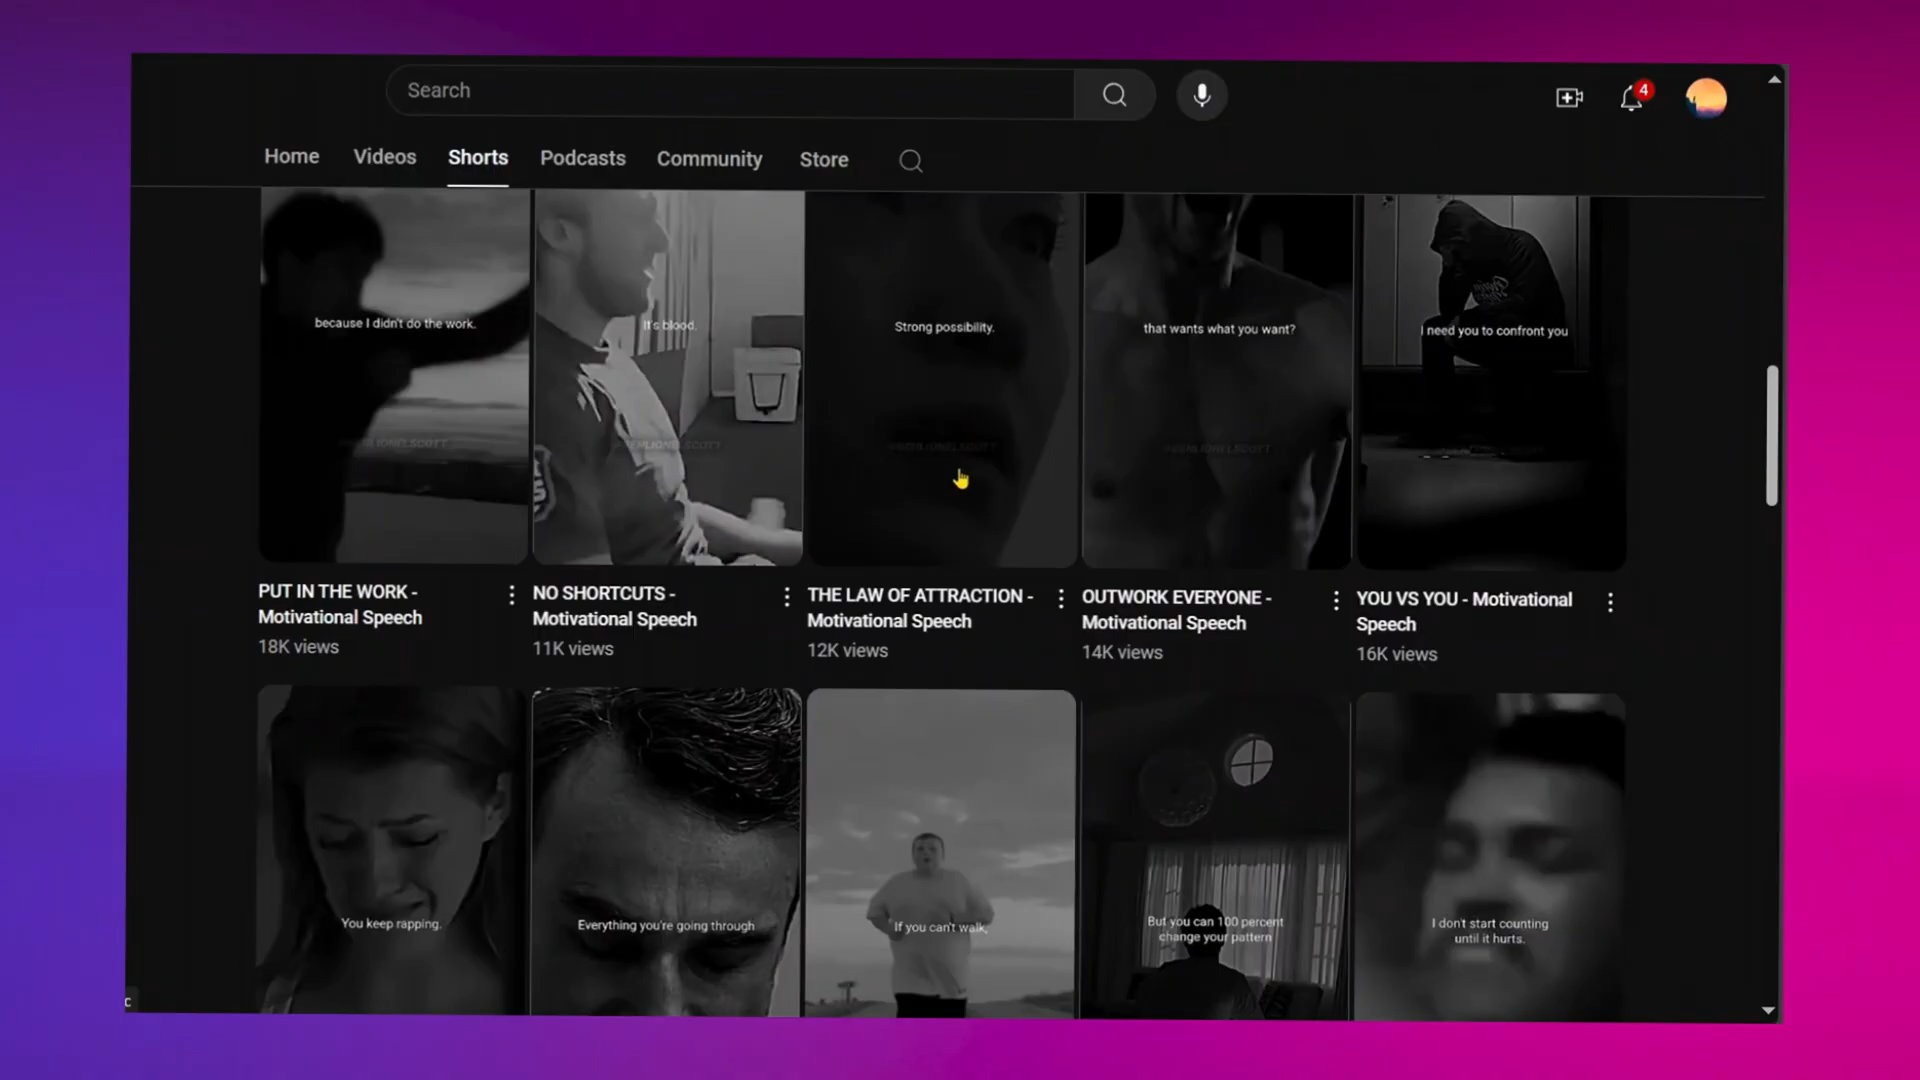 Search
4
Home Videos Shorts Podcasts Community Store
because I didn't do the work.
It's blood.
Strong possibility.
that wants what you want?
I need you to confront you
PUT IN THE WORK -
Motivational Speech
18K views
NO SHORTCUTS -
Motivational Speech
11K views
THE LAW OF ATTRACTION -
Motivational Speech
12K views
OUTWORK EVERYONE -
Motivational Speech
14K views
YOU VS YOU - Motivational
Speech
16K views
You keep rapping.
Everything you're going through
If you can't walk,
But you can 100 percent
change your pattern
I don't start counting
until it hurts.
c